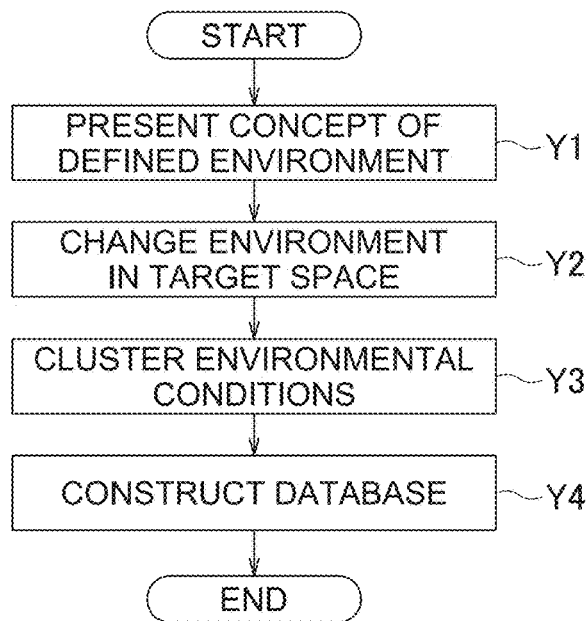 START
PRESENT CONCEPT OF
DEFINED ENVIRONMENT
Y1
CHANGE ENVIRONMENT
IN TARGET SPACE
Y2
CLUSTER ENVIRONMENTAL
CONDITIONS
Y3
CONSTRUCT DATABASE
Y4
END